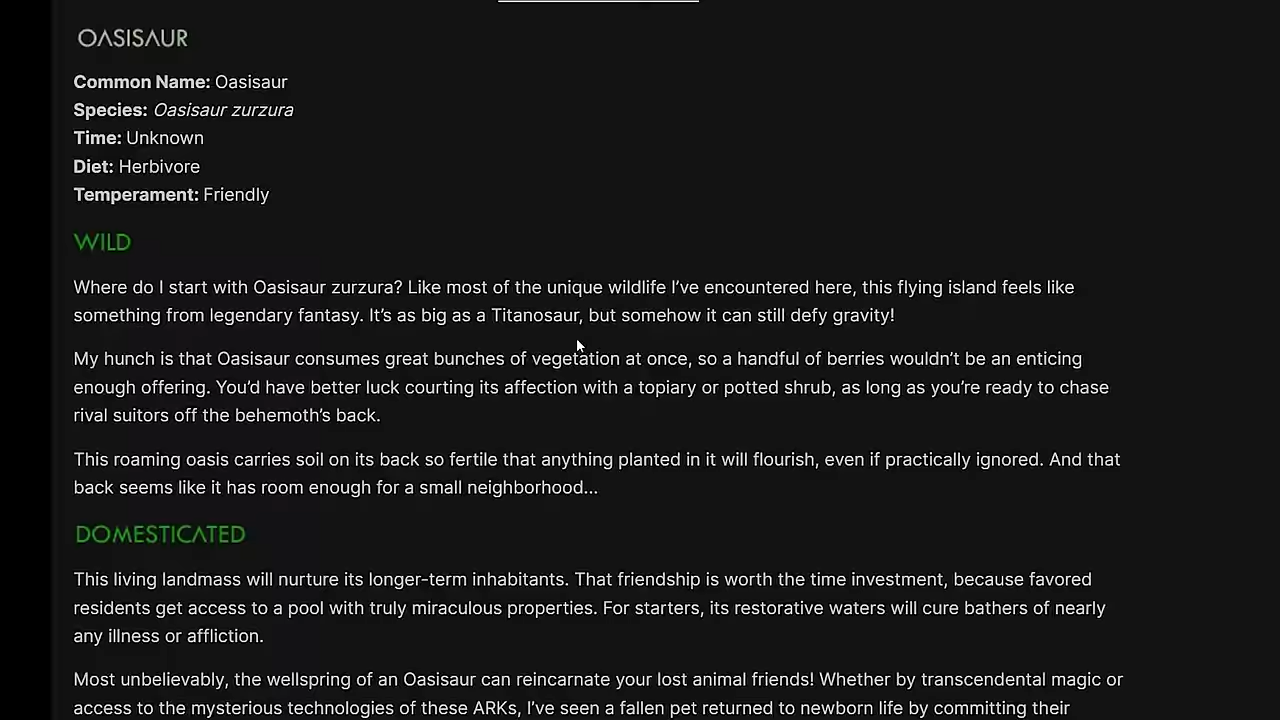 OASISAUR
Common Name: Oasisaur
Species: Oasisaur zurzura
Time: Unknown
Diet: Herbivore
Temperament: Friendly
WILD
Where do I start with Oasisaur zurzura? Like most of the unique wildlife I’ve encountered here, this flying island feels like
something from legendary fantasy. It’s as big as a Titanosaur, but somehow it can still defy gravity!
My hunch is that Oasisaur consumes great bunches of vegetation at once, so a handful of berries wouldn’t be an enticing
enough offering. You’d have better luck courting its affection with a topiary or potted shrub, as long as you’re ready to chase
rival suitors off the behemoth’s back.
This roaming oasis carries soil on its back so fertile that anything planted in it will flourish, even if practically ignored. And that
back seems like it has room enough for a small neighborhood...
DOMESTICATED
This living landmass will nurture its longer-term inhabitants. That friendship is worth the time investment, because favored
residents get access to a pool with truly miraculous properties. For starters, its restorative waters will cure bathers of nearly
any illness or affliction.
Most unbelievably, the wellspring of an Oasisaur can reincarnate your lost animal friends! Whether by transcendental magic or
access to the mysterious technologies of these ARKs, I’ve seen a fallen pet returned to newborn life by committing their